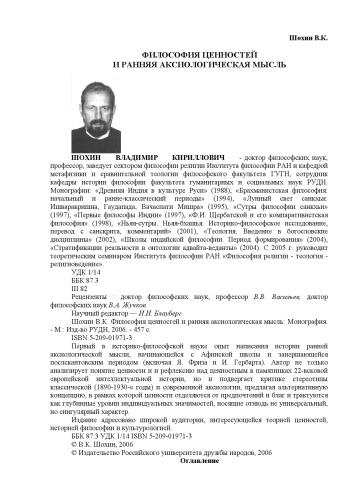 Шохин В.К.
ФИЛОСОФИЯ ЦЕННОСТЕЙ
И РАННЯЯ АКСИОЛОГИЧЕСКАЯ МЫСЛЬ
ШОХИН ВЛАДИМИР КИРИЛЛОВИЧ - доктор философских наук,
профессор, заведует сектором философии религии Института философии РАН и кафедрой
метафизики и сравнительной теологии философского факультета ГУГН, сотрудник
кафедры истории философии факультета гуманитарных и социальных наук РУДН.
Монографии: «Древняя Индия в культуре Руси» (1988), «Брахманистская философия:
начальный и ранне-классический периоды» (1994), «Лунный свет санкхьи:
Ишваракришна, Гаудапада, Вачаспати Мишра» (1995), «Сутры философии санкхьи»
(1997), «Первые философы Индии» (1997), «Ф.И. Щербатской и его компаративистская
философия» (1998), «Ньяя-сутры. Ньяя-бхашья. Историко-философское исследование,
перевод с санскрита, комментарий» (2001), «Теология. Введение в богословские
дисциплины» (2002), «Школы индийской философии. Период формирования» (2004),
«Стратификации реальности в онтологии адвайта-веданты» (2004). С 2005 г. руководит
теоретическим семинаром Института философии РАН «Философия религии - теология -
религиоведение».
УДК 1/14
ББК 87.3
Ш 82
Рецензенты : доктор философских наук, профессор В.В. Васильев, доктор
философских наук В.А. Жучков
Научный редактор — И.И. Блауберг
Шохин В.К. Философия ценностей и ранняя аксиологическая мысль: Монография.
- М.: Изд-во РУДН, 2006. - 457 с.
ISBN 5-209-01971-3
Первый в историко-философской науке опыт написания истории ранней
аксиологической мысли, начинающейся с Афинской школы и завершающейся
послекантовским периодом (включая Я. Фриза и И. Гербарта). Автор не только
анализирует понятие ценности и и рефлексию над ценностным в памятниках 22-вековой
европейской интеллектуальной истории, но и подвергает критике стереотипы
классической (1890-1930-е годы) и современной аксиологии, предлагая альтернативную
концепцию, в рамках которой ценности отделяются от предпочтений и благ и трактуются
как глубинные уровни индивидуальных значимостей, носящие отнюдь не универсальный,
но сингулярный характер.
Издание адресовано широкой аудитории, интересующейся теорией ценностей,
историей философии и культурологией.
ББК 87.3 УДК 1/14 ISBN 5-209-01971-3
© В.К. Шохин, 2006
© Издательство Российского университета дружбы народов, 2006
Оглавление